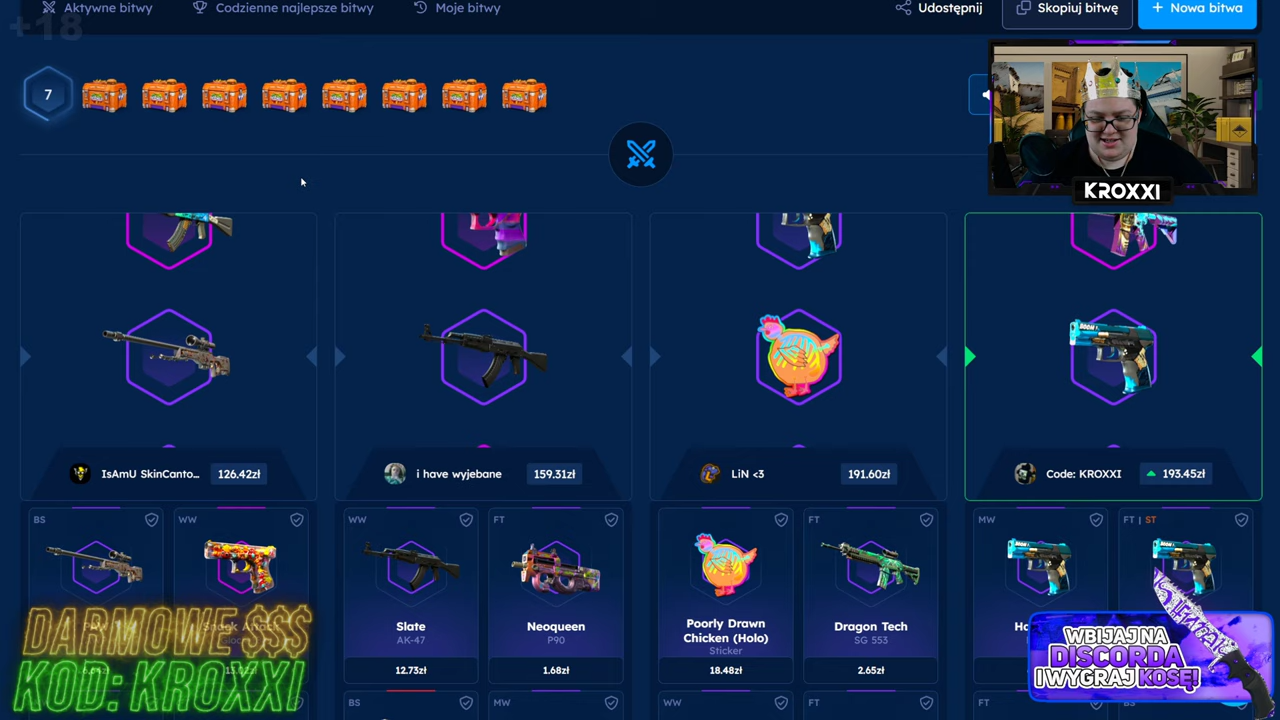 Aktywne bitwy
Codzienne najlepsze bitwy
Moje bitwy
Udostępnij
Skopiuj bitwę
+ Nowa bitwa
+18
7
KROXXI
IsAmU SkinCanto... 126.42zł
i have wyjebane 159.31zł
LiN <3 191.60zł
Code: KROXXI 193.45zł
BS
WW
WW
FT
FT
MW
FT | ST
Slate
AK-47
12.73zł
Neoqueen
P90
1.68zł
Poorly Drawn
Chicken (Holo)
Sticker
18.48zł
Dragon Tech
SG 553
2.65zł
DARMOWE $$$
KOD: KROXXI
WBIJAJ NA
DISCORDA
I WYGRAJ KOSĘ!
BS
MW
WW
FT
FT